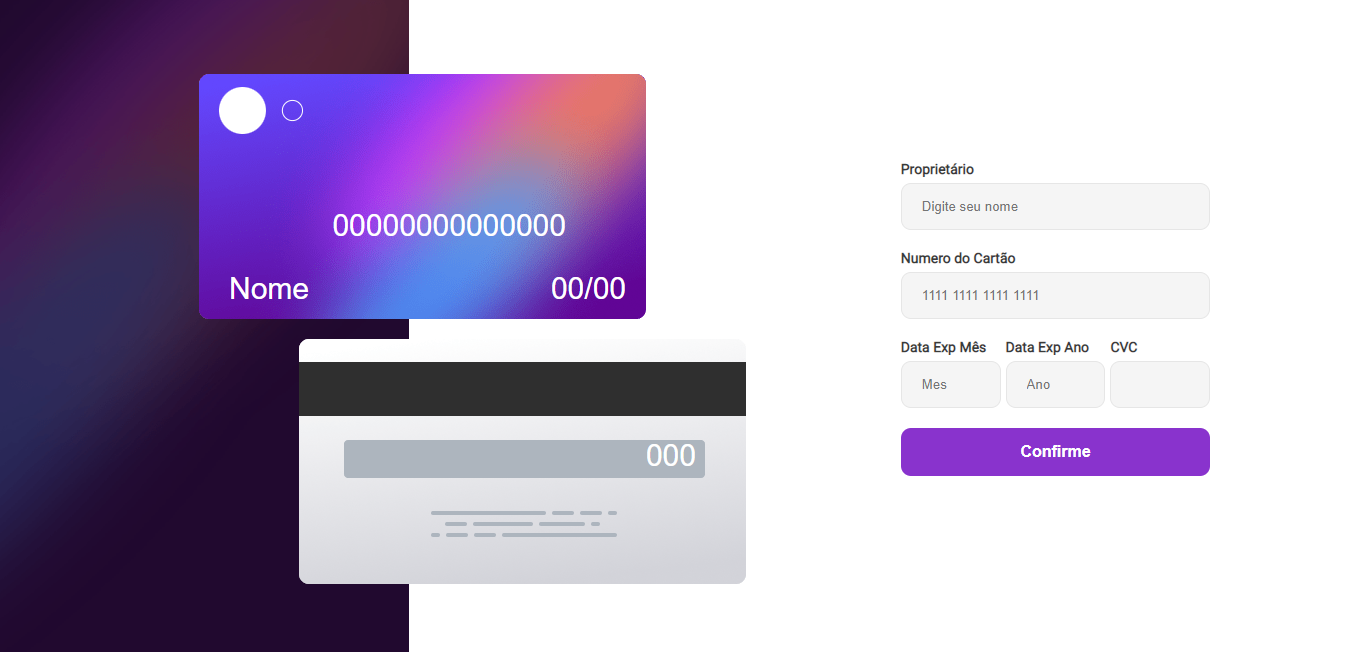 00000000000000
Nome 00/00
000
Proprietário
Digite seu nome
Numero do Cartão
1111 1111 1111 1111
Data Exp Mês Data Exp Ano CVC
Mes Ano
Confirme